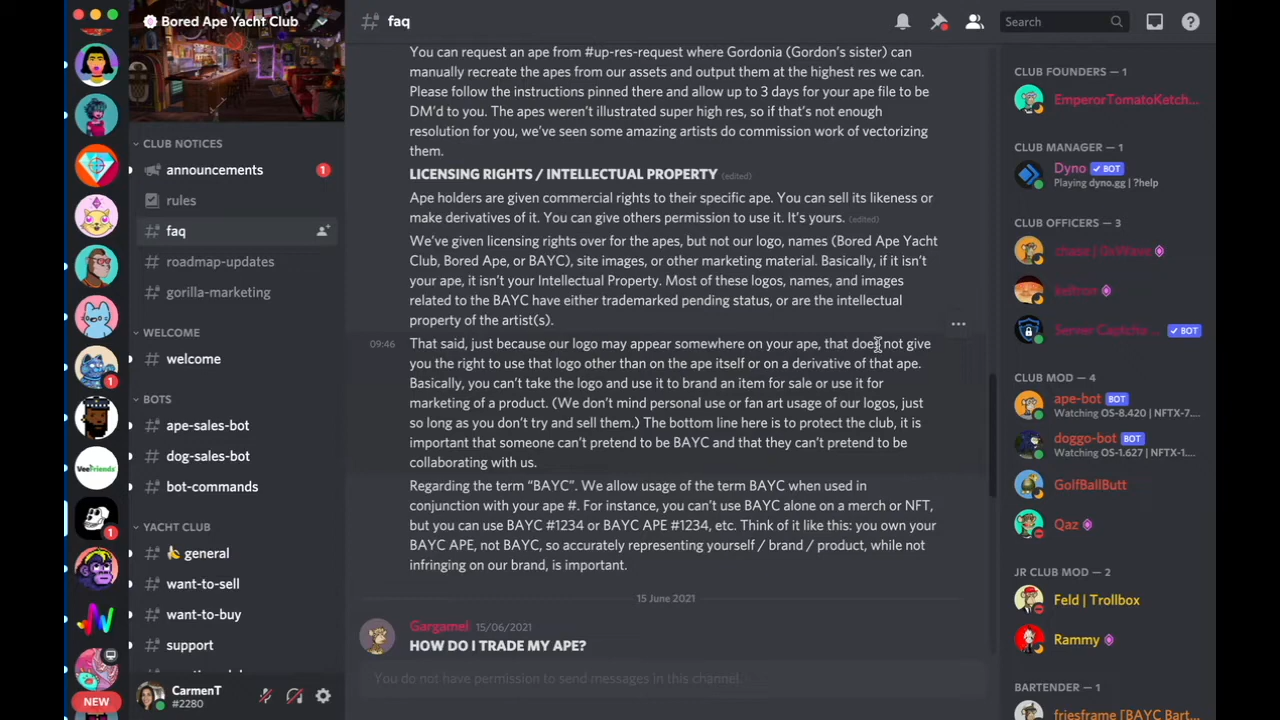 Bored Ape Yacht Club
CLUB NOTICES
announcements
1
rules
faq
roadmap-updates
gorilla-marketing
WELCOME
welcome
BOTS
ape-sales-bot
dog-sales-bot
bot-commands
YACHT CLUB
general
want-to-sell
want-to-buy
support
CarmenT
#2280
1
VeeFriends
1
NEW
faq
Search
You can request an ape from #up-res-request where Gordonia (Gordon's sister) can
manually recreate the apes from our assets and output them at the highest res we can.
Please follow the instructions pinned there and allow up to 3 days for your ape file to be
DM'd to you. The apes weren't illustrated super high res, so if that's not enough
resolution for you, we've seen some amazing artists do commission work of vectorizing
them.
LICENSING RIGHTS / INTELLECTUAL PROPERTY (edited)
Ape holders are given commercial rights to their specific ape. You can sell its likeness or
make derivatives of it. You can give others permission to use it. It's yours. (edited)
We've given licensing rights over for the apes, but not our logo, names (Bored Ape Yacht
Club, Bored Ape, or BAYC), site images, or other marketing material. Basically, if it isn't
your ape, it isn't your Intellectual Property. Most of these logos, names, and images
related to the BAYC have either trademarked pending status, or are the intellectual
property of the artist(s).
09:46 That said, just because our logo may appear somewhere on your ape, that does not give
you the right to use that logo other than on the ape itself or on a derivative of that ape.
Basically, you can't take the logo and use it to brand an item for sale or use it for
marketing of a product. (We don't mind personal use or fan art usage of our logos, just
so long as you don't try and sell them.) The bottom line here is to protect the club, it is
important that someone can't pretend to be BAYC and that they can't pretend to be
collaborating with us.
Regarding the term "BAYC". We allow usage of the term BAYC when used in
conjunction with your ape #. For instance, you can't use BAYC alone on a merch or NFT,
but you can use BAYC #1234 or BAYC APE #1234, etc. Think of it like this: you own your
BAYC APE, not BAYC, so accurately representing yourself / brand / product, while not
infringing on our brand, is important.
15 June 2021
Gargamel 15/06/2021
HOW DO I TRADE MY APE?
You do not have permission to send messages in this channel.
CLUB FOUNDERS — 1
EmperorTomatoKetch...
CLUB MANAGER — 1
Dyno BOT
Playing dyno.gg | ?help
CLUB OFFICERS — 3
keltron
Server Captcha ... BOT
CLUB MOD — 4
ape-bot BOT
Watching OS-8.420 | NFTX-7...
doggo-bot BOT
Watching OS-1.627 | NFTX-1....
GolfBallButt
Qaz
JR CLUB MOD — 2
Feld | Trollbox
Rammy
BARTENDER — 1
friesframe [BAYC Bart...